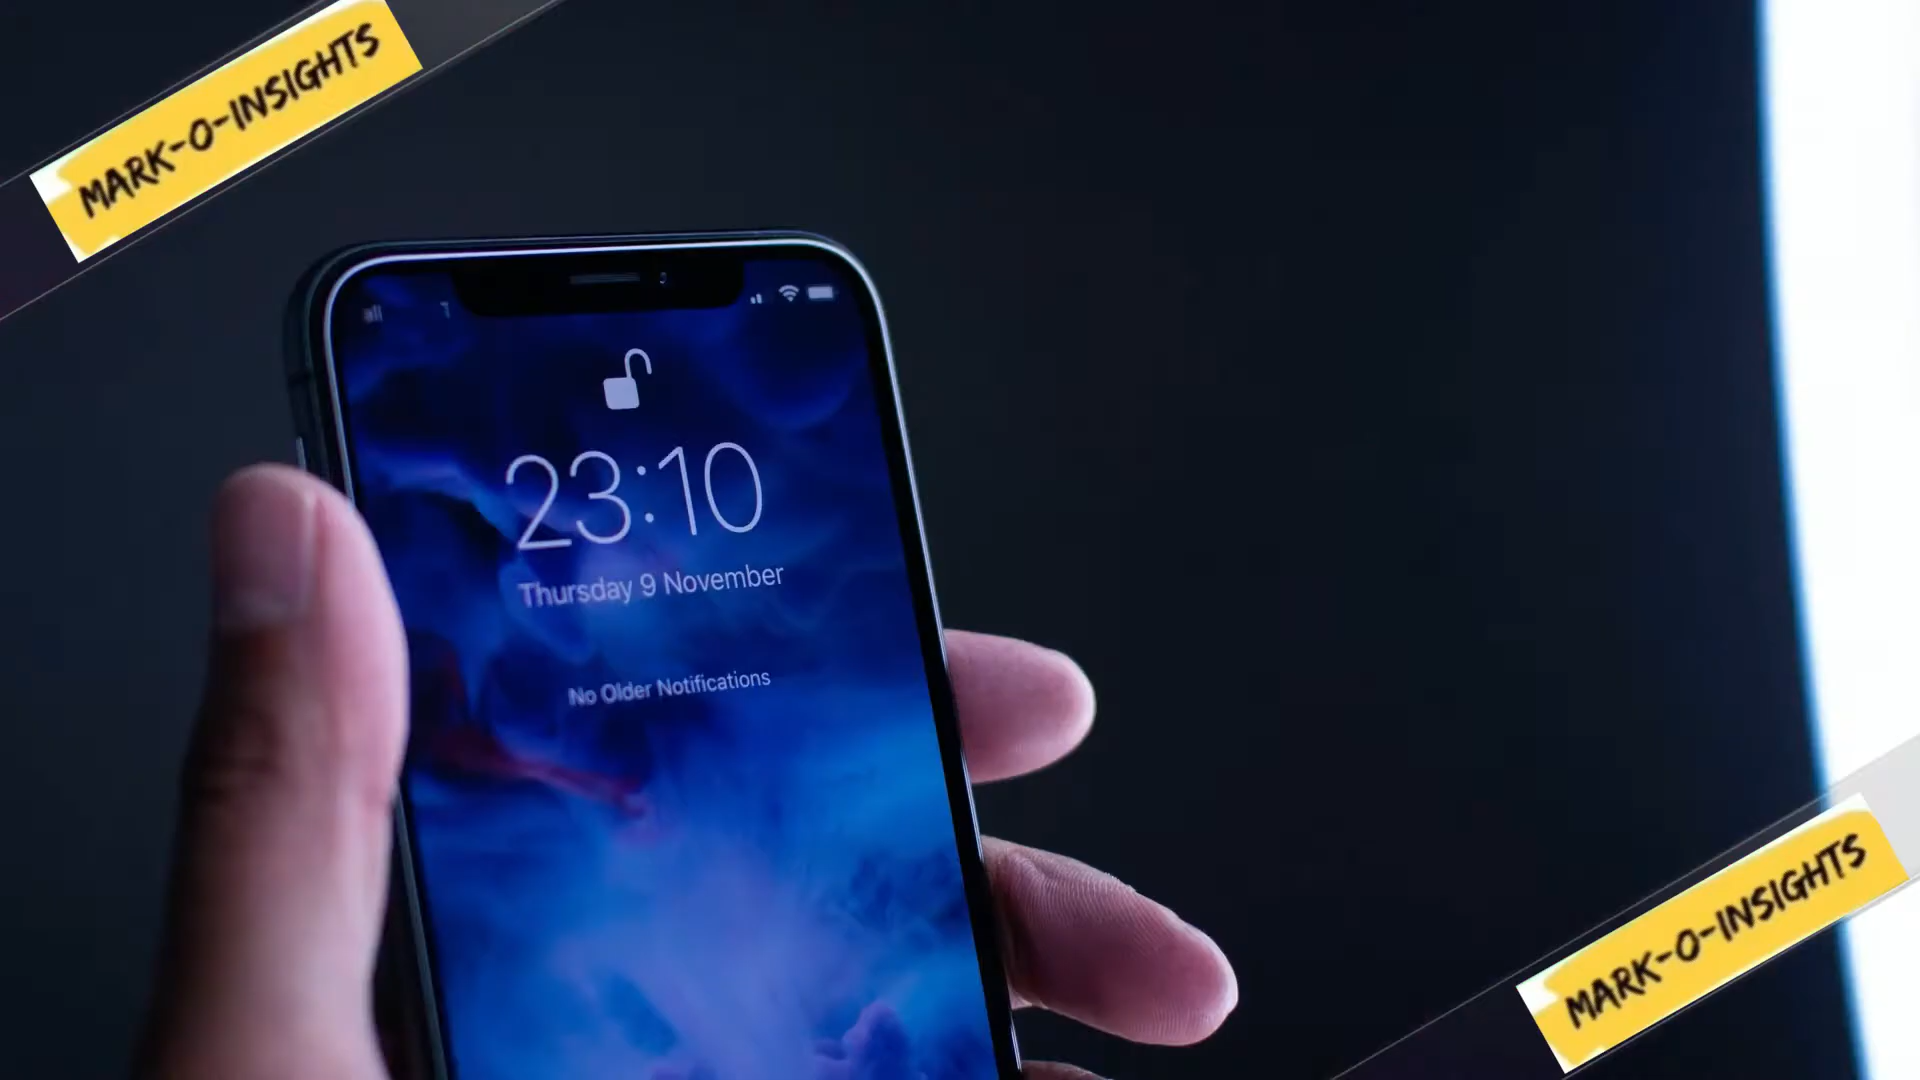 MARK-O-INSIGHTS
23:10
Thursday 9 November
No Older Notifications
MARK-O-INSIGHTS